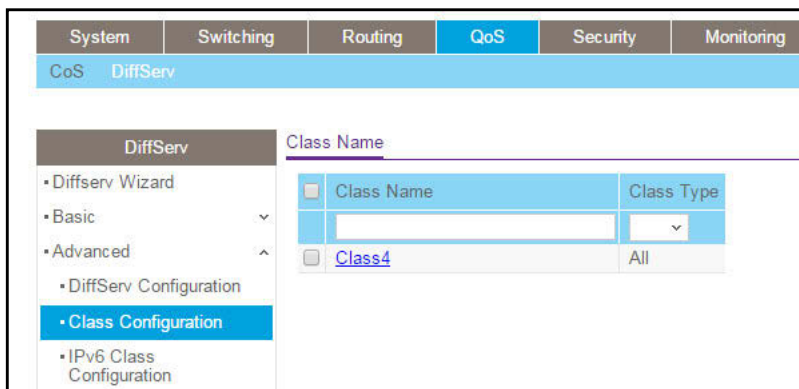 System Switching Routing QoS Security Monitoring
CoS DiffServ
DiffServ
▪ Diffserv Wizard
▪ Basic
▪ Advanced
▪ DiffServ Configuration
▪ Class Configuration
▪ IPv6 Class
Configuration
Class Name
Class Name Class Type
Class4 All